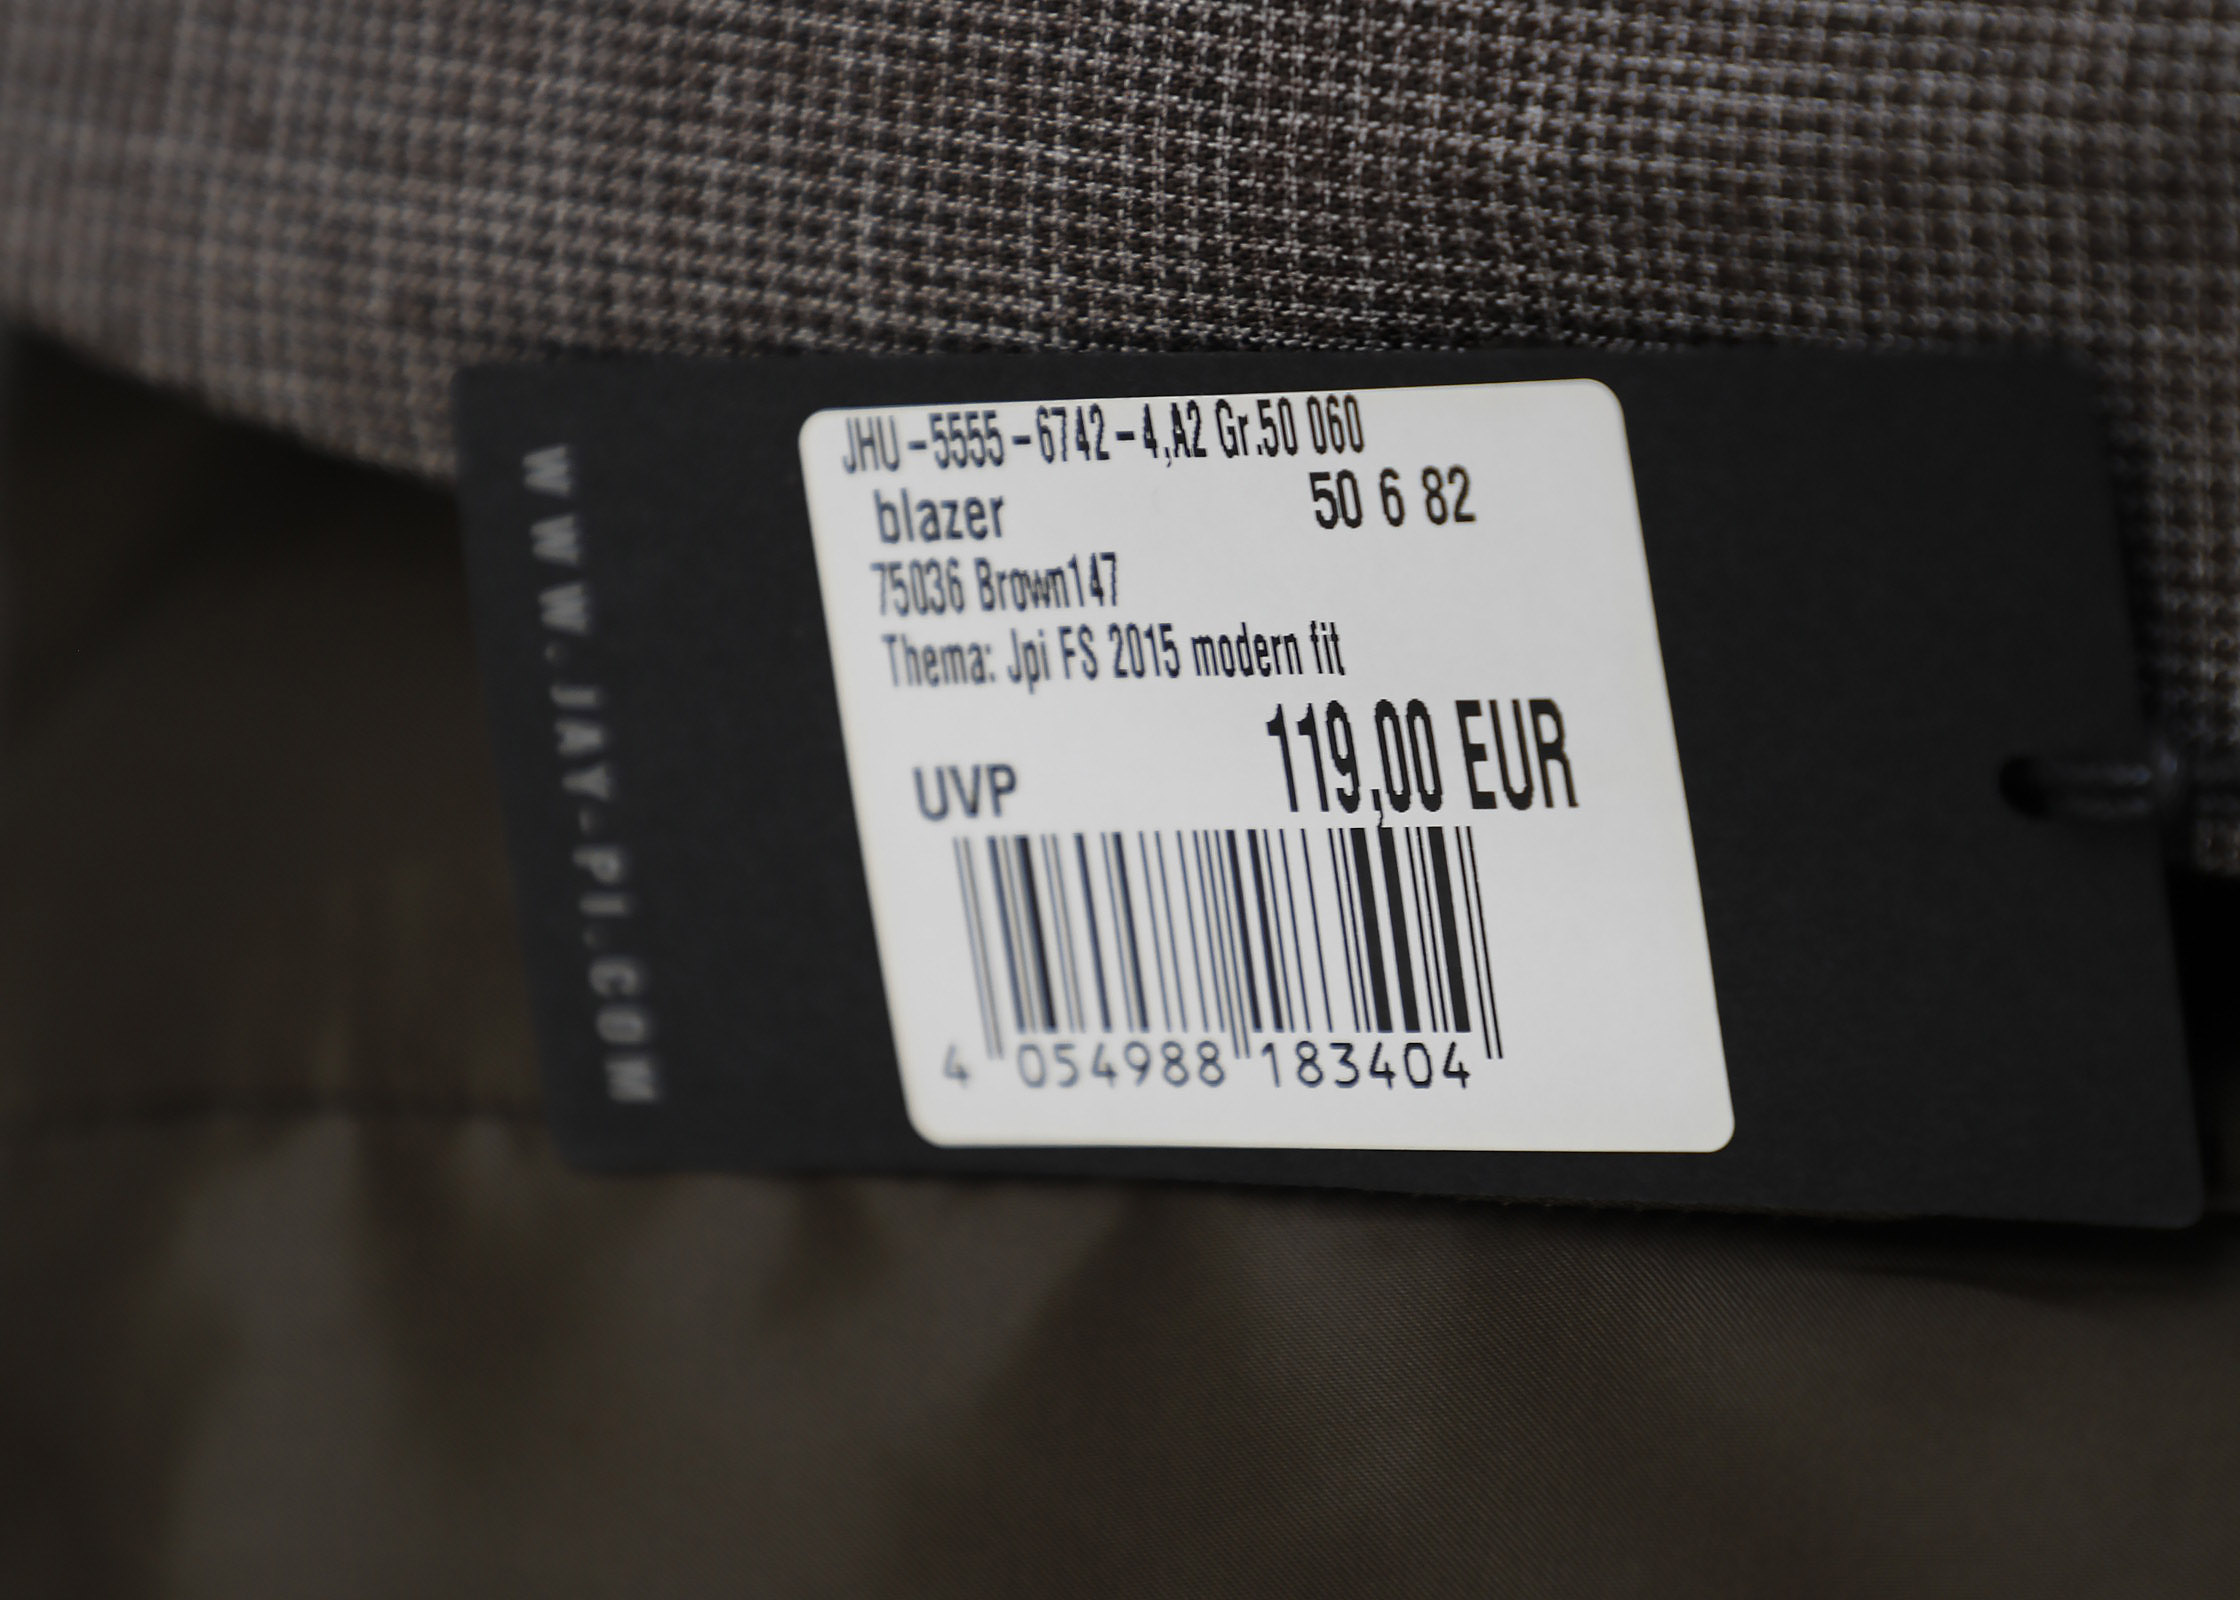 JHU-5555-6742-4,A2 Gr.50 060
blazer 50 6 82
75036 Brown147
Thema: Jpi FS 2015 modern fit
119,00 EUR
UVP
4 054988 183404
WWW.JAY-PI.COM